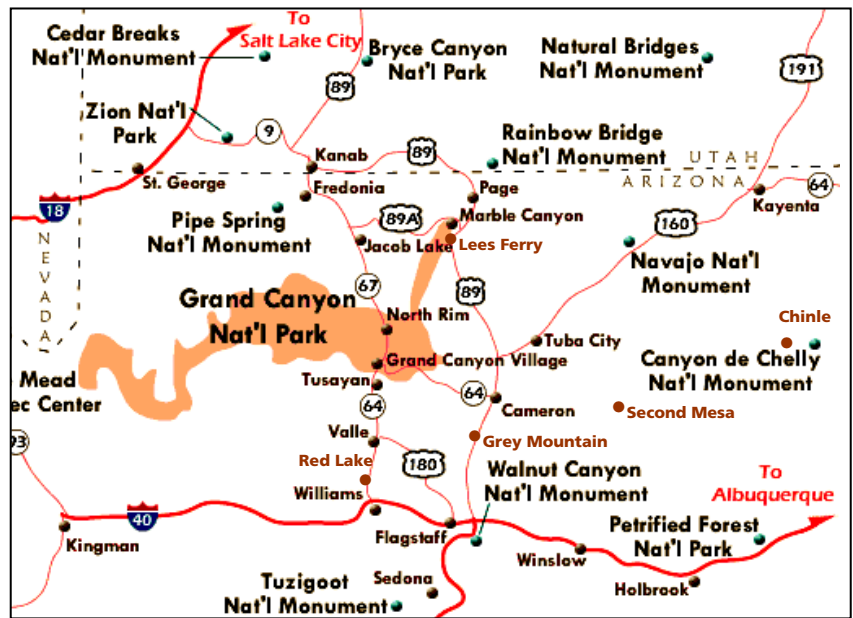 To
Salt Lake City
Cedar Breaks
Nat'l Monument
Bryce Canyon
Nat'l Park
Natural Bridges
Nat'l Monument
191
89
Zion Nat'l
Park
9
Kanab
89
Rainbow Bridge
Nat'l Monument
UTAH
ARIZONA
St. George
Fredonia
Page
64
Kayenta
18
Pipe Spring
Nat'l Monument
89A
Marble Canyon
160
Jacob Lake
Lees Ferry
NEVADA
Navajo Nat'l
Monument
67
89
Grand Canyon
Nat'l Park
North Rim
Chinle
Tuba City
Grand Canyon Village
Canyon de Chelly
Nat'l Monument
Mead
ec Center
Tusayan
64
64
Cameron
Second Mesa
Valle
Grey Mountain
93
Red Lake
180
Walnut Canyon
Nat'l Monument
To
Albuquerque
Williams
40
Kingman
Flagstaff
Petrified Forest
Nat'l Park
Winslow
Holbrook
Sedona
Tuzigoot
Nat'l Monument